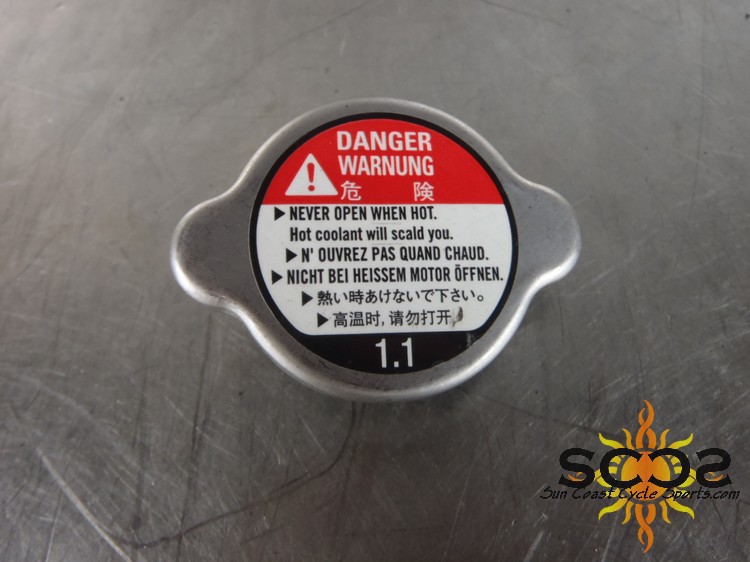 DANGER
WARNUNG
危 険
▶ NEVER OPEN WHEN HOT.
Hot coolant will scald you.
▶ N' OUVREZ PAS QUAND CHAUD.
▶ NICHT BEI HEISSEM MOTOR ÖFFNEN.
▶ 熱い時あけないで下さい。
▶ 高温时, 请勿打开
1.1
SCCS
Sun Coast Cycle Sports.com